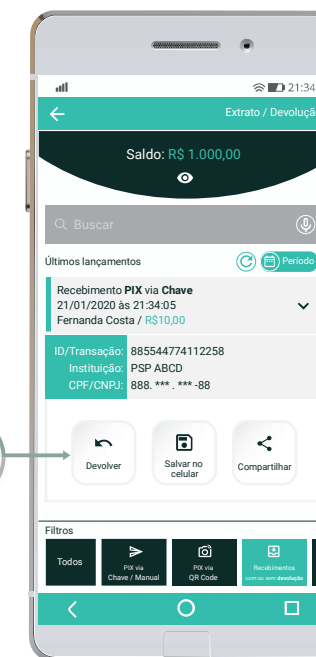 21:34
Extrato / Devoluçã
Saldo: R$ 1.000,00
Buscar
Últimos lançamentos
Período
Recebimento PIX via Chave
21/01/2020 às 21:34:05
Fernanda Costa / R$10,00
ID/Transação: 885544774112258
Instituição: PSP ABCD
CPF/CNPJ: 888. *** . *** -88
Devolver
Salvar no
celular
Compartilhar
Filtros
Todos
PIX via
Chave / Manual
PIX via
QR Code
Recebimentos
com ou sem devolução